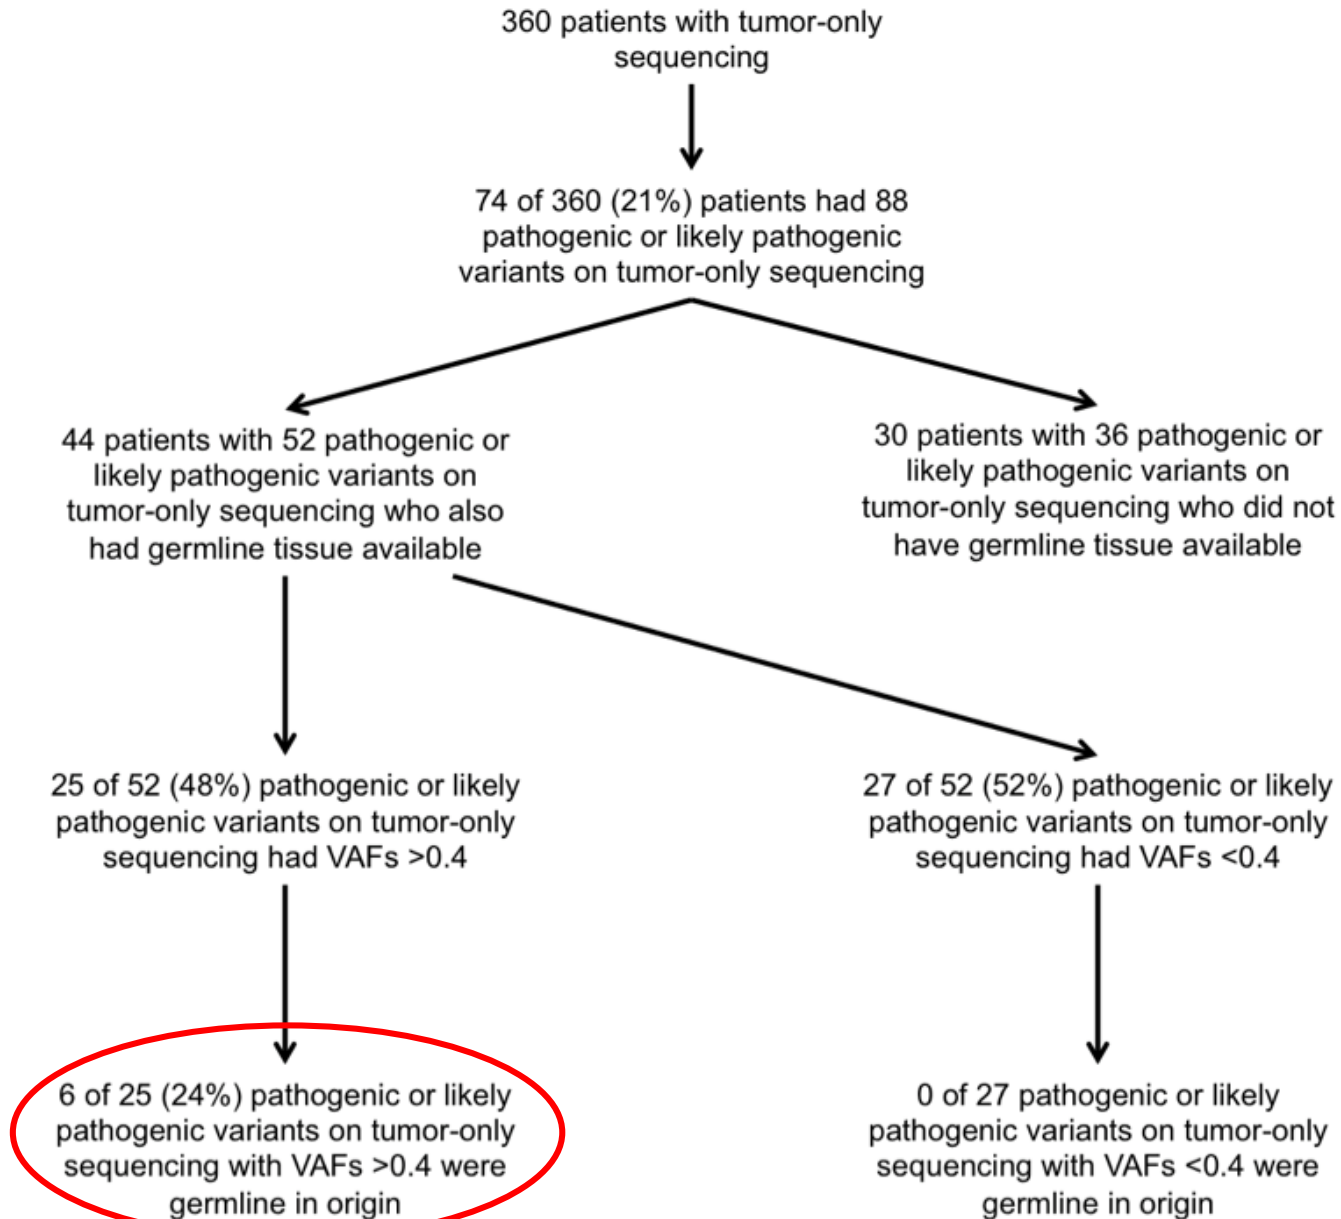 360 patients with tumor-only
sequencing
74 of 360 (21%) patients had 88
pathogenic or likely pathogenic
variants on tumor-only sequencing
44 patients with 52 pathogenic or
likely pathogenic variants on
tumor-only sequencing who also
had germline tissue available
30 patients with 36 pathogenic or
likely pathogenic variants on
tumor-only sequencing who did not
have germline tissue available
25 of 52 (48%) pathogenic or likely
pathogenic variants on tumor-only
sequencing had VAFs >0.4
27 of 52 (52%) pathogenic or likely
pathogenic variants on tumor-only
sequencing had VAFs <0.4
6 of 25 (24%) pathogenic or likely
pathogenic variants on tumor-only
sequencing with VAFs >0.4 were
germline in origin
0 of 27 pathogenic or likely
pathogenic variants on tumor-only
sequencing with VAFs <0.4 were
germline in origin